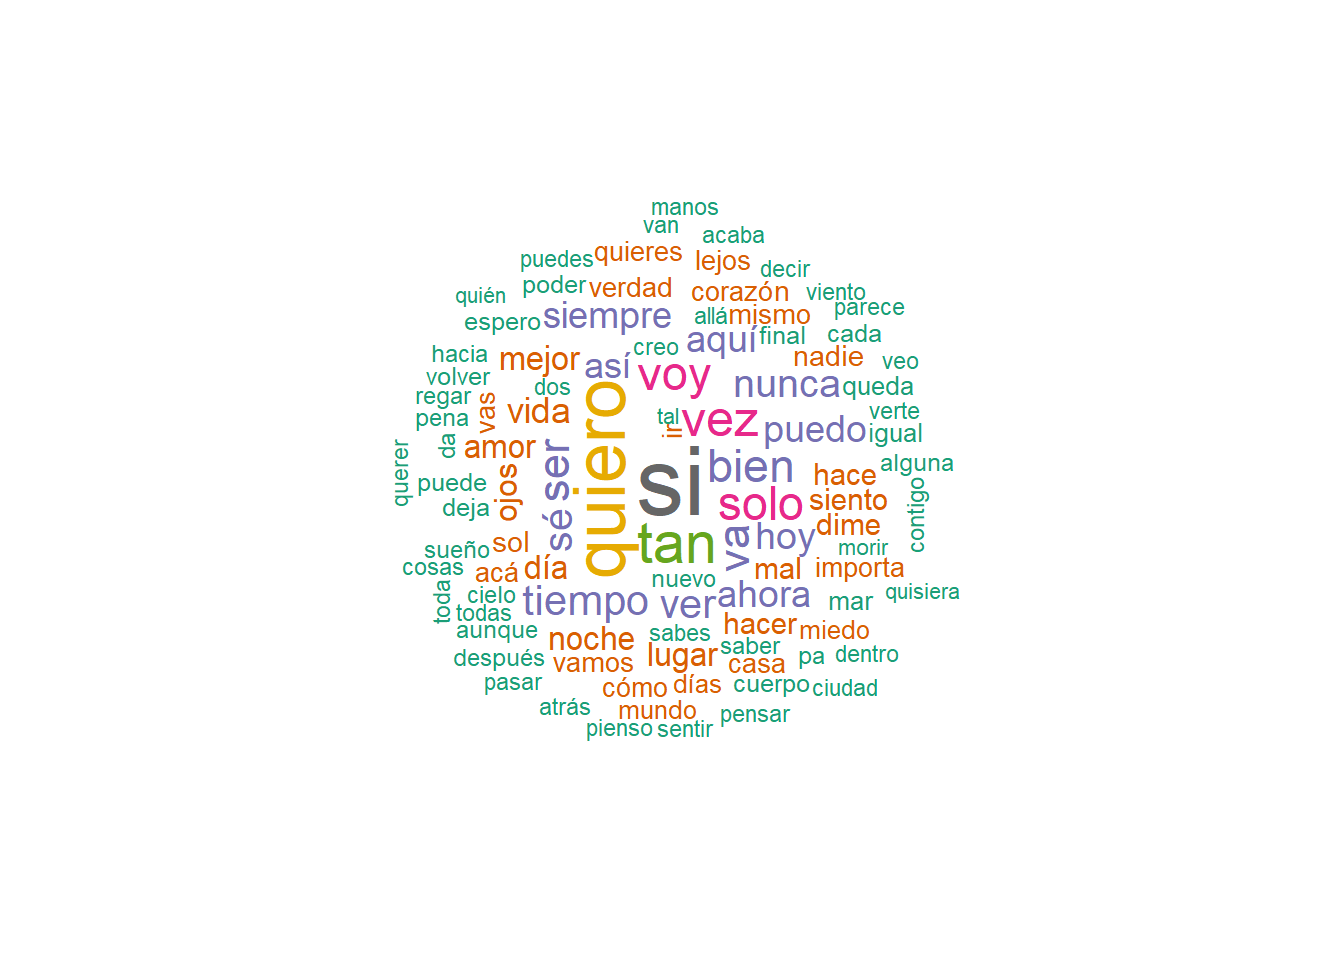 manos
van
acaba
puedes
quieres
lejos
decir
quién
poder
verdad
corazón
viento
espero
siempre
allá
mismo
parece
hacia
mejor
así
creo
aquí
final
cada
volver
voy
nadie
veo
regar
vas
vida
dos
nunca
queda
pena
quiero
tal
vez
verte
da
amor
ir
puedo
igual
querer
puede
ojos
ser
si
bien
hace
alguna
deja
sé
solo
siento
contigo
sueño
sol
tan
va
hoy
dime
morir
cosas
acá
día
nuevo
mal
importa
toda
cielo
tiempo
ver
ahora
mar
quisiera
todas
aunque
noche
sabes
hacer
miedo
después
vamos
lugar
saber
casa
pa
dentro
pasar
cómo
días
cuerpo
ciudad
atrás
mundo
pensar
pienso
sentir